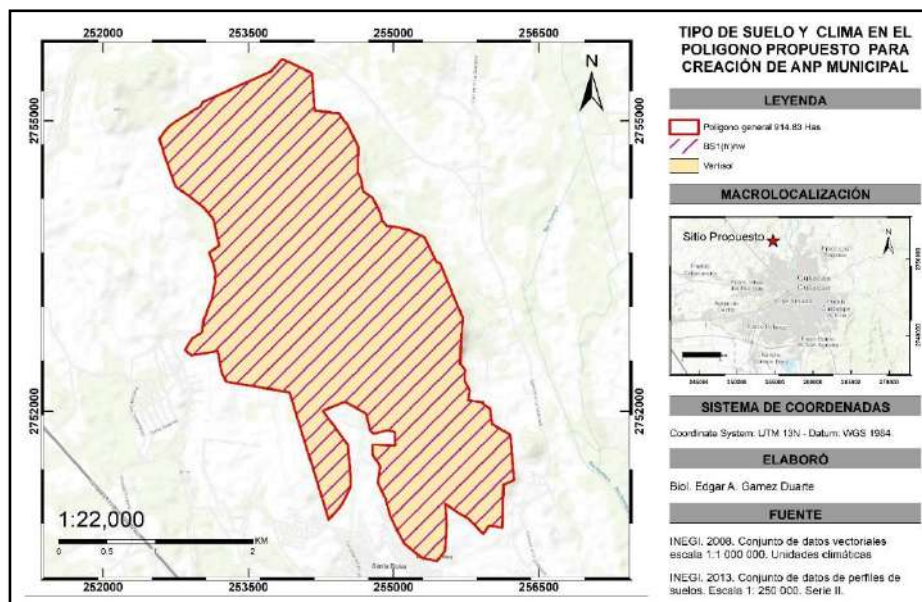 252000 253500 255000 256500
2755000
2755000
2752000
2752000
N
1:22,000
0 0.5 1 2
KM
252000 253500 255000 256500
TIPO DE SUELO Y CLIMA EN EL
POLIGONO PROPUESTO PARA
CREACIÓN DE ANP MUNICIPAL
LEYENDA
Polígono general 914.83 Has
BS1(h')hw
Vertisol
MACROLOCALIZACIÓN
Sitio Propuesto
N
Culiacán
SISTEMA DE COORDENADAS
Coordinate System: UTM 13N - Datum: WGS 1984
ELABORÓ
Biol. Edgar A. Gamez Duarte
FUENTE
INEGI. 2008. Conjunto de datos vectoriales
escala 1:1 000 000. Unidades climáticas
INEGI. 2013. Conjunto de datos de perfiles de
suelos. Escala 1: 250 000. Serie II.